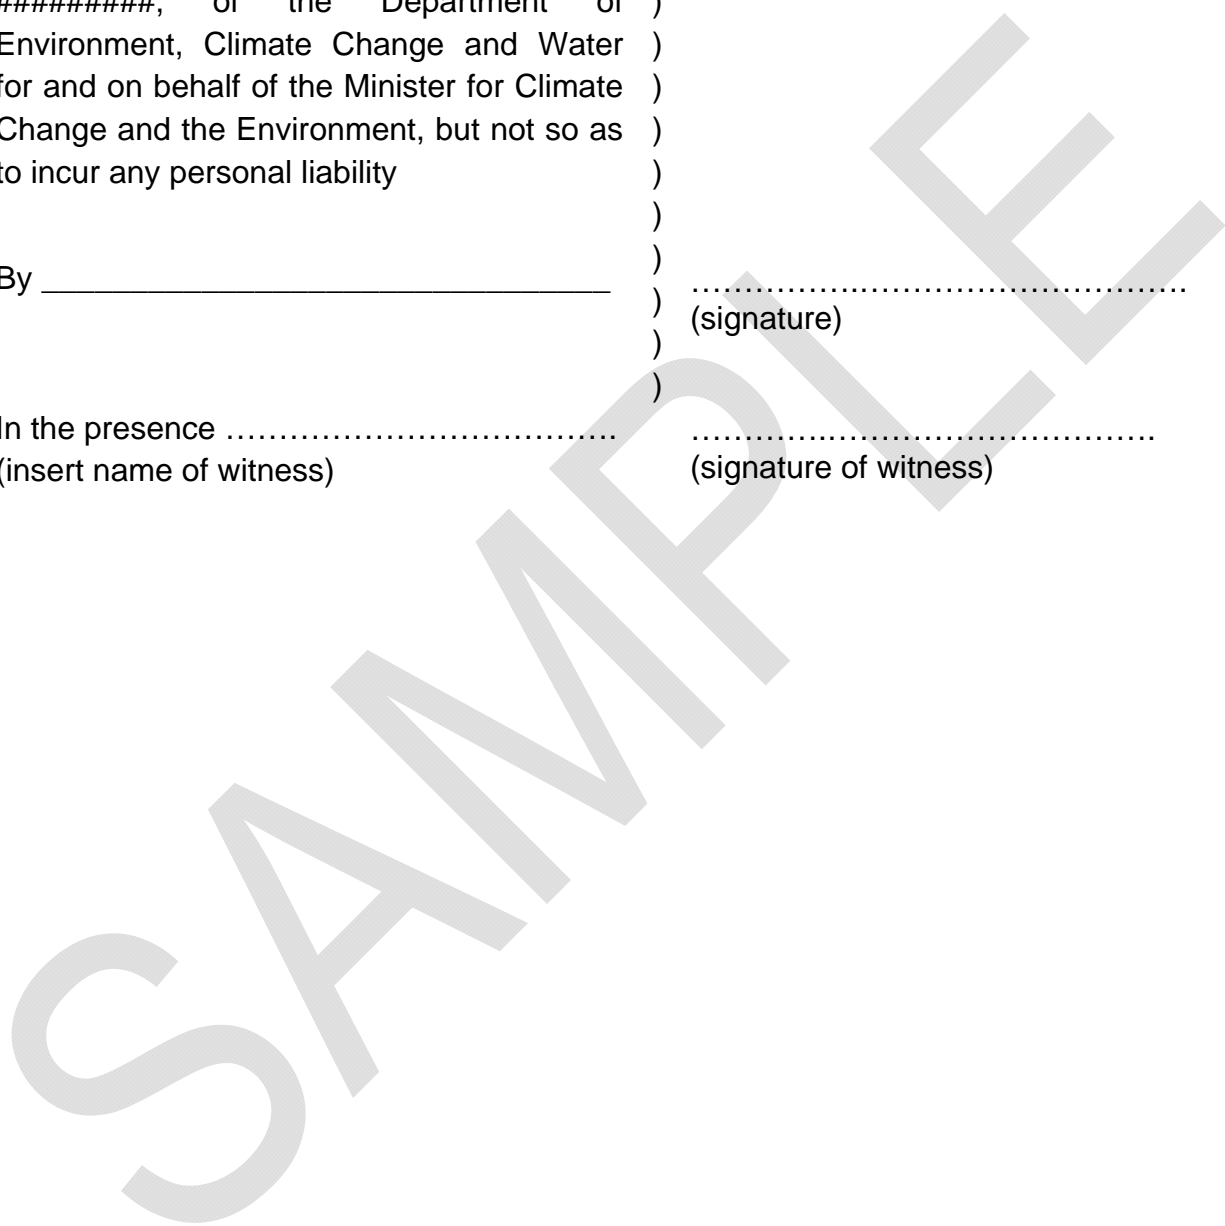 #########, of the Department of )
Environment, Climate Change and Water )
for and on behalf of the Minister for Climate )
Change and the Environment, but not so as )
to incur any personal liability )
)
)
By ________________________________ ) ……………..……………………………….
(signature)
)
)
In the presence ………………………………….
(insert name of witness)
…………..……………………………….
(signature of witness)
SAMPLE